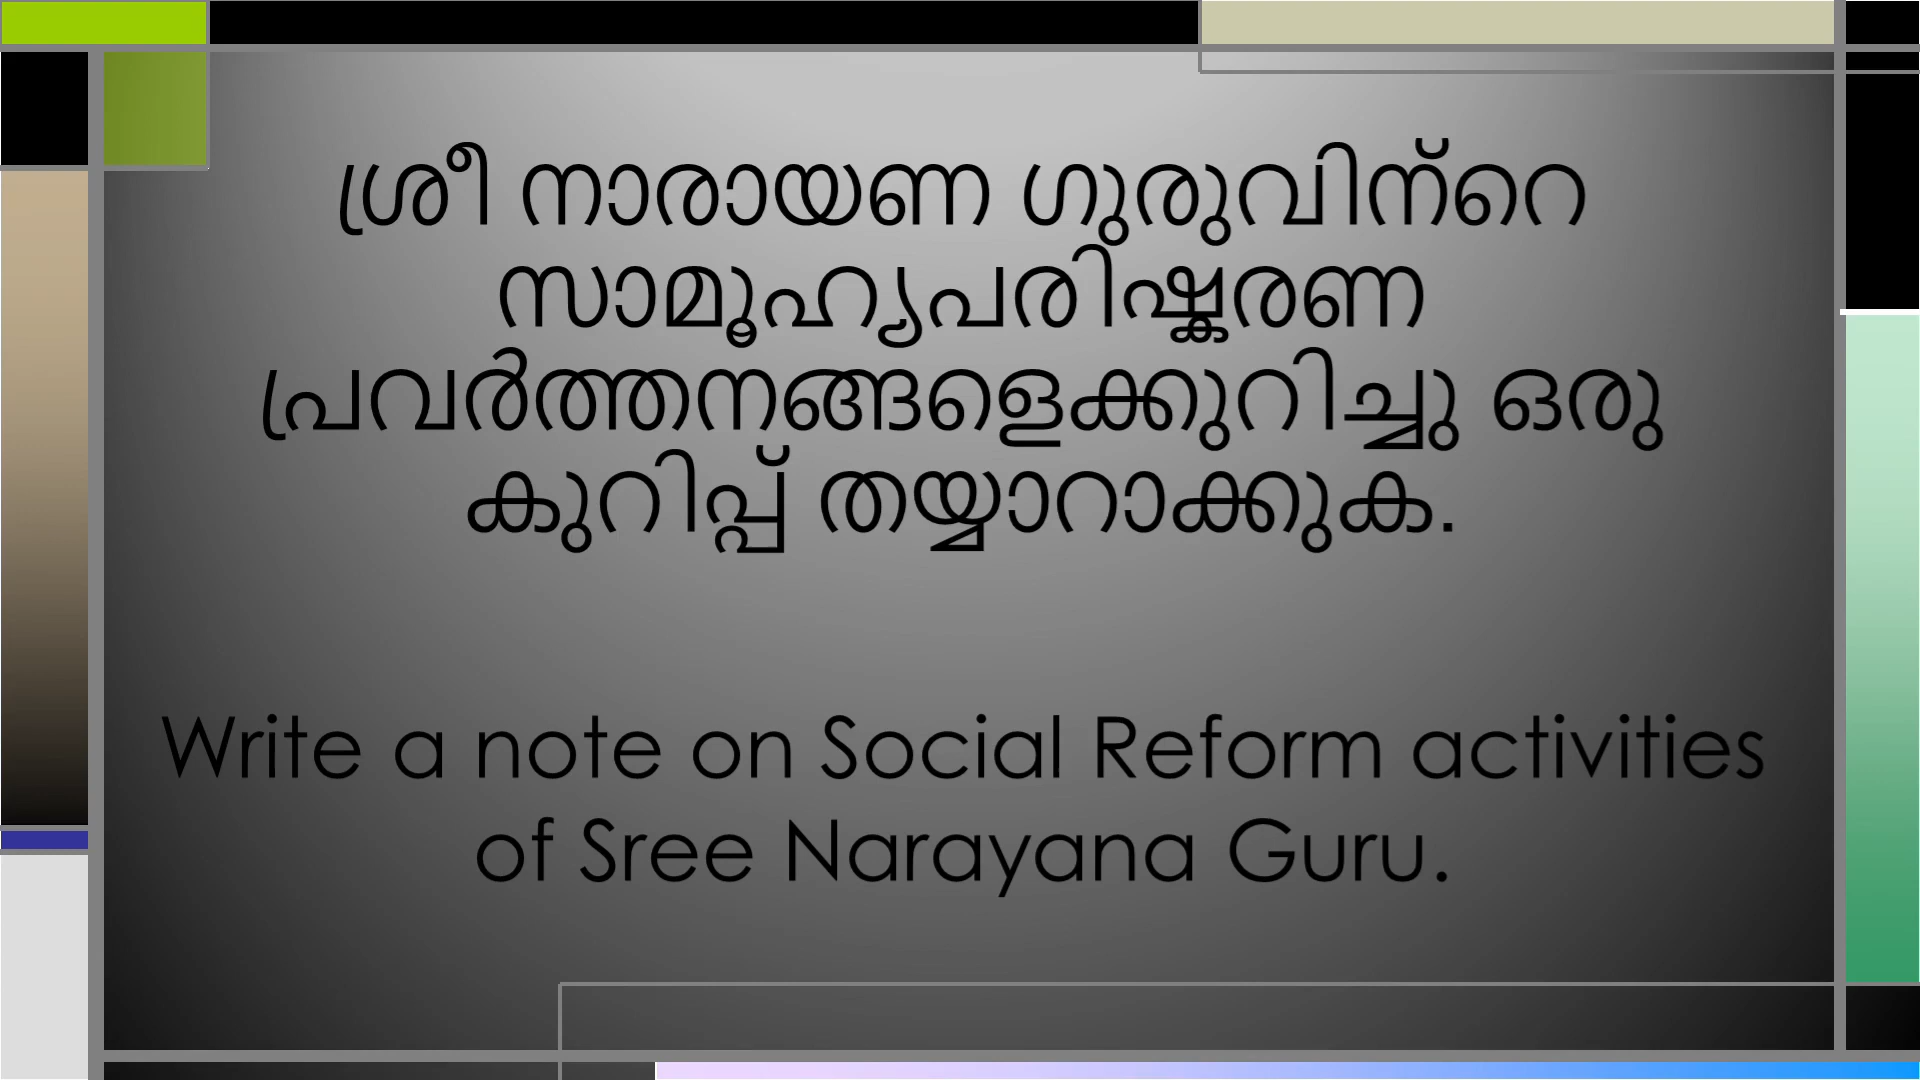 ശ്രീ നാരായണ ഗുരുവിന്റെ
സാമൂഹ്യപരിഷ്കരണ
പ്രവർത്തനങ്ങളെക്കുറിച്ചു ഒരു
കുറിപ്പ് തയ്യാറാക്കുക.
Write a note on Social Reform activities
of Sree Narayana Guru.